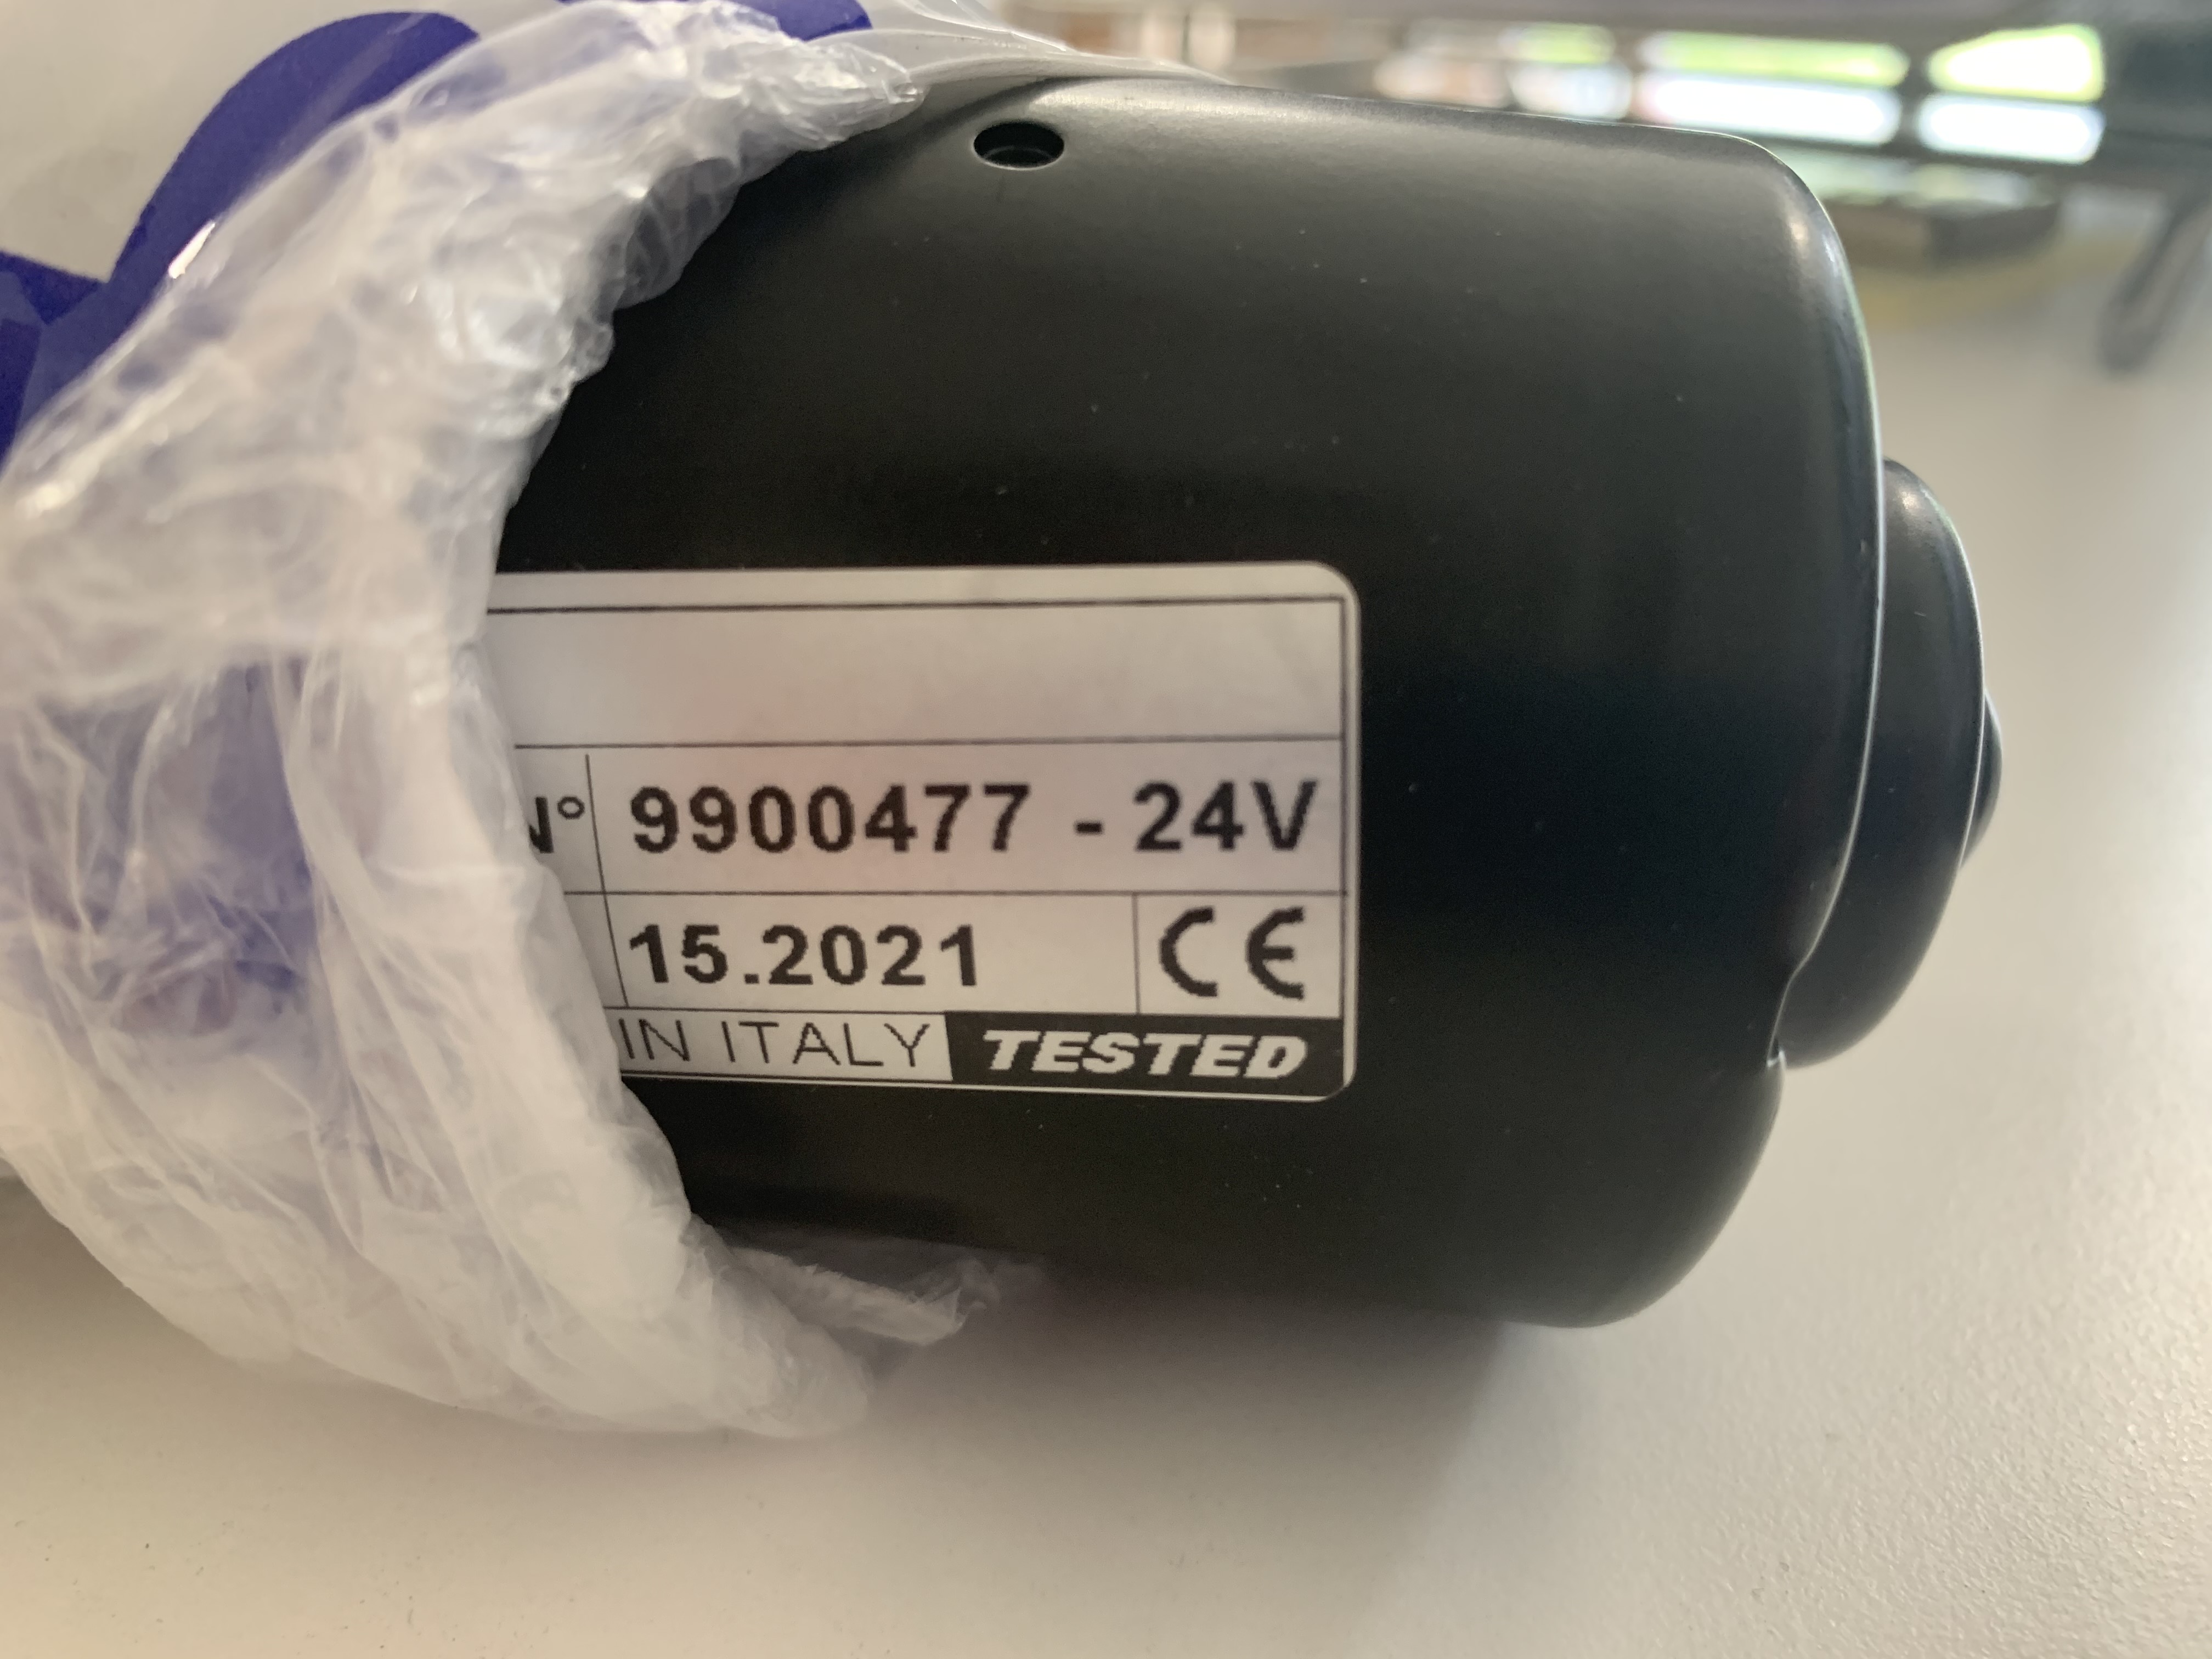 N° 9900477 - 24V
15.2021 CE
IN ITALY TESTED